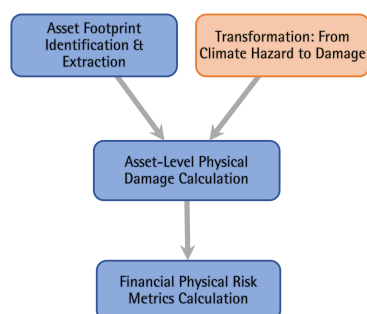 Asset Footprint
Identification &
Extraction
Transformation: From
Climate Hazard to Damage
Asset-Level Physical
Damage Calculation
Financial Physical Risk
Metrics Calculation